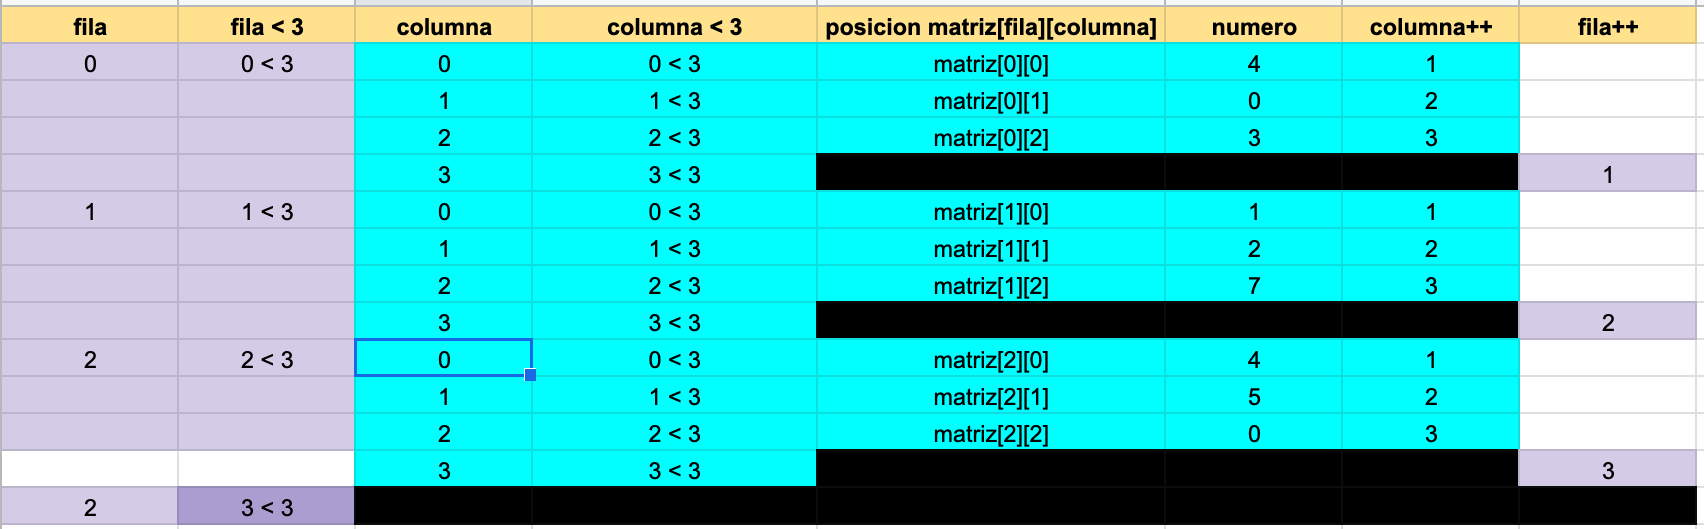 fila fila < 3 columna columna < 3 posicion matriz[fila][columna] numero columna++ fila++
0 0 < 3 0 0 < 3 matriz[0][0] 4 1
1 1 < 3 matriz[0][1] 0 2
2 2 < 3 matriz[0][2] 3 3
3 3 < 3 1
1 1 < 3 0 0 < 3 matriz[1][0] 1 1
1 1 < 3 matriz[1][1] 2 2
2 2 < 3 matriz[1][2] 7 3
3 3 < 3 2
2 2 < 3 0 0 < 3 matriz[2][0] 4 1
1 1 < 3 matriz[2][1] 5 2
2 2 < 3 matriz[2][2] 0 3
3 3 < 3 3
2 3 < 3